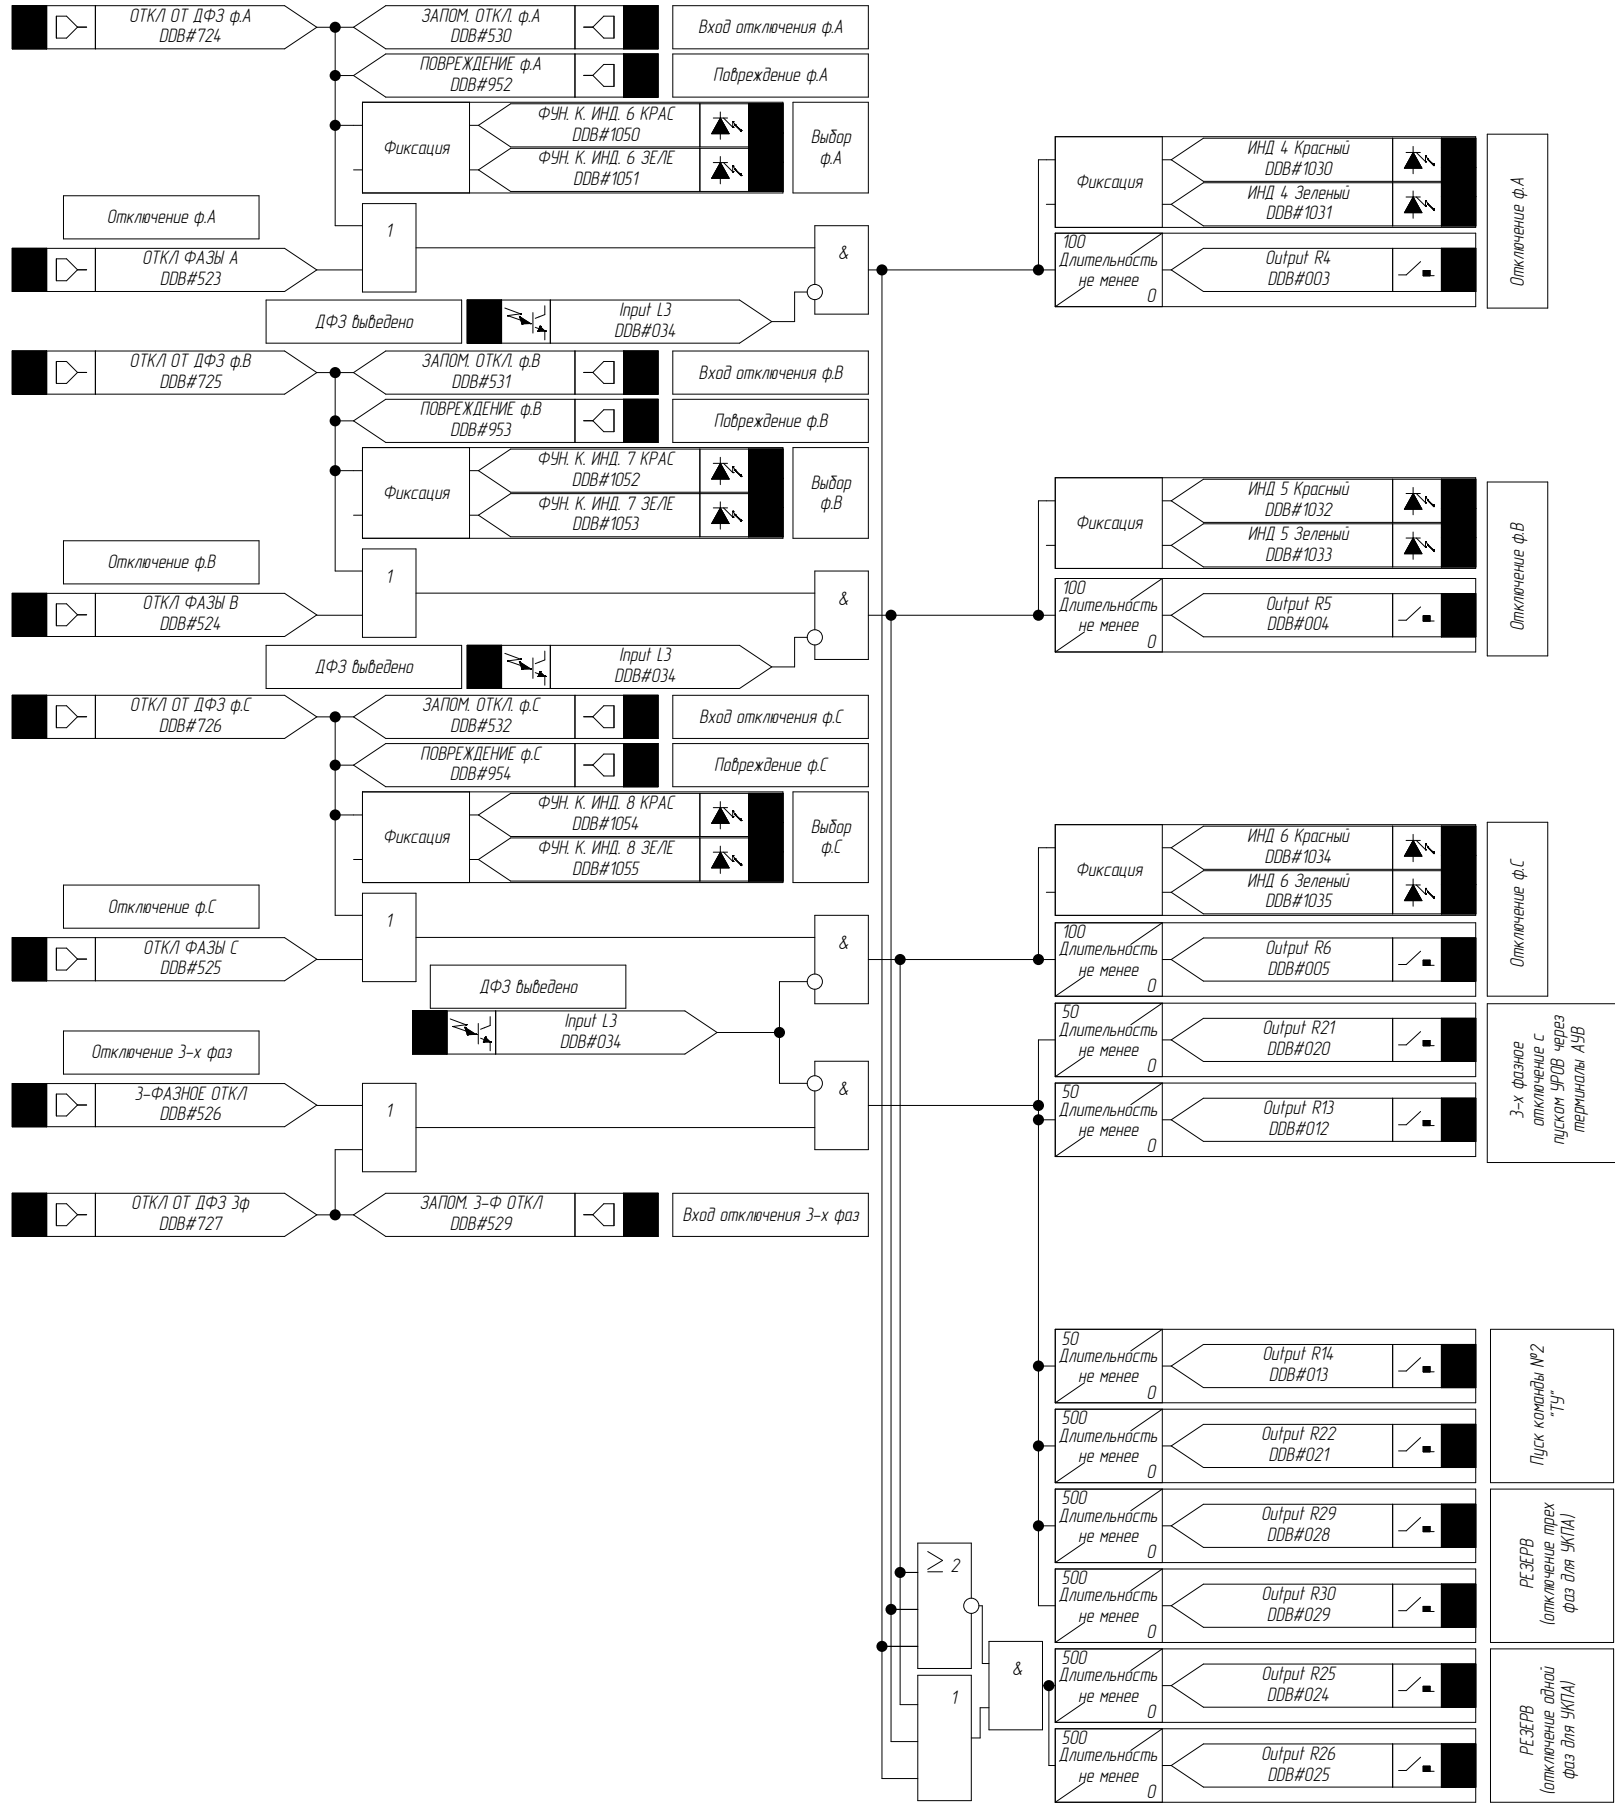 ОТКЛ ОТ ДФЗ ф.А
DDB#724
ЗАПОМ. ОТКЛ. ф.А
DDB#530
Вход отключения ф.А
ПОВРЕЖДЕНИЕ ф.А
DDB#952
Повреждение ф.А
Фиксация
ФУН. К. ИНД. 6 КРАС
DDB#1050
ФУН. К. ИНД. 6 ЗЕЛЕ
DDB#1051
Выбор
ф.А
Отключение ф.А
ОТКЛ ФАЗЫ А
DDB#523
1
&
ДФЗ выведено
Input L3
DDB#034
Фиксация
ИНД 4 Красный
DDB#1030
ИНД 4 Зеленый
DDB#1031
100
Длительность
не менее
0
Output R4
DDB#003
Отключение ф.А
ОТКЛ ОТ ДФЗ ф.В
DDB#725
ЗАПОМ. ОТКЛ. ф.В
DDB#531
Вход отключения ф.В
ПОВРЕЖДЕНИЕ ф.В
DDB#953
Повреждение ф.В
Фиксация
ФУН. К. ИНД. 7 КРАС
DDB#1052
ФУН. К. ИНД. 7 ЗЕЛЕ
DDB#1053
Выбор
ф.В
Отключение ф.В
ОТКЛ ФАЗЫ В
DDB#524
1
&
ДФЗ выведено
Input L3
DDB#034
Фиксация
ИНД 5 Красный
DDB#1032
ИНД 5 Зеленый
DDB#1033
100
Длительность
не менее
0
Output R5
DDB#004
Отключение ф.В
ОТКЛ ОТ ДФЗ ф.С
DDB#726
ЗАПОМ. ОТКЛ. ф.С
DDB#532
Вход отключения ф.С
ПОВРЕЖДЕНИЕ ф.С
DDB#954
Повреждение ф.С
Фиксация
ФУН. К. ИНД. 8 КРАС
DDB#1054
ФУН. К. ИНД. 8 ЗЕЛЕ
DDB#1055
Выбор
ф.С
Отключение ф.С
ОТКЛ ФАЗЫ С
DDB#525
1
&
ДФЗ выведено
Input L3
DDB#034
Фиксация
ИНД 6 Красный
DDB#1034
ИНД 6 Зеленый
DDB#1035
100
Длительность
не менее
0
Output R6
DDB#005
Отключение ф.С
Отключение 3-х фаз
3-ФАЗНОЕ ОТКЛ
DDB#526
1
&
ОТКЛ ОТ ДФЗ 3ф
DDB#727
ЗАПОМ. 3-Ф ОТКЛ
DDB#529
Вход отключения 3-х фаз
50
Длительность
не менее
0
Output R21
DDB#020
50
Длительность
не менее
0
Output R13
DDB#012
3-х фазное
отключение с
пуском УРОВ через
терминалы АУВ
50
Длительность
не менее
0
Output R14
DDB#013
500
Длительность
не менее
0
Output R22
DDB#021
Пуск команды №2
"ТУ"
500
Длительность
не менее
0
Output R29
DDB#028
500
Длительность
не менее
0
Output R30
DDB#029
РЕЗЕРВ
(отключение трех
фаз для УКПА)
≥ 2
1
&
500
Длительность
не менее
0
Output R25
DDB#024
500
Длительность
не менее
0
Output R26
DDB#025
РЕЗЕРВ
(отключение одной
фаз для УКПА)